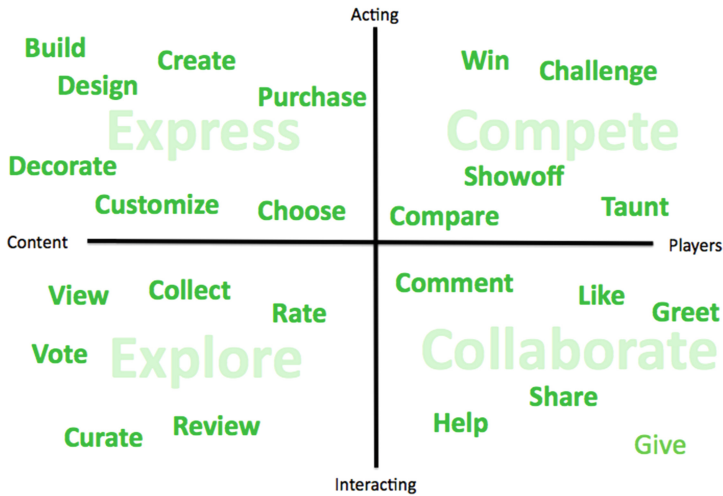 Acting
Build
Create
Design
Purchase
Express
Decorate
Customize
Choose
Win
Challenge
Compete
Showoff
Compare
Taunt
Content
Players
View
Collect
Rate
Vote
Explore
Curate
Review
Comment
Like
Greet
Collaborate
Share
Help
Give
Interacting